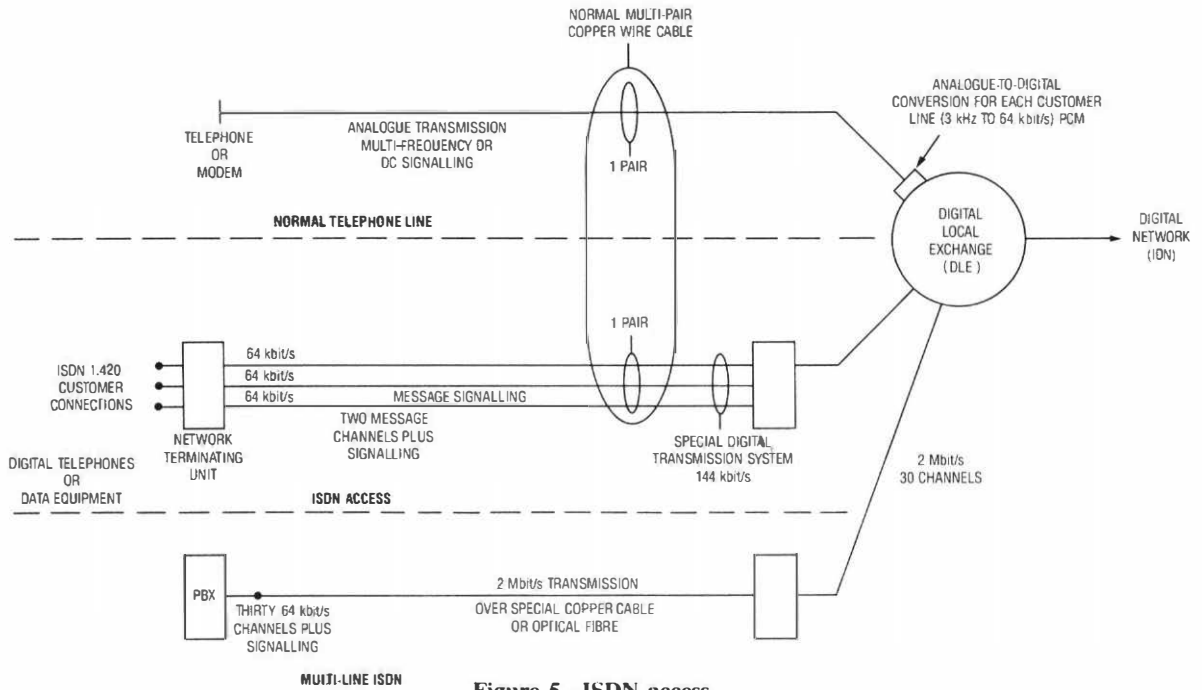 NORMAL MULTI-PAIR
COPPER WIRE CABLE
ANALOGUE-TO-DIGITAL
CONVERSION FOR EACH CUSTOMER
LINE (3 kHz TO 64 kbit/s) PCM
TELEPHONE
OR
MODEM
ANALOGUE TRANSMISSION
MULTI-FREQUENCY OR
DC SIGNALLING
1 PAIR
NORMAL TELEPHONE LINE
DIGITAL
LOCAL
EXCHANGE
(DLE)
DIGITAL
NETWORK
(IDN)
1 PAIR
ISDN 1.420
CUSTOMER
CONNECTIONS
64 kbit/s
64 kbit/s
64 kbit/s
MESSAGE SIGNALLING
TWO MESSAGE
CHANNELS PLUS
SIGNALLING
NETWORK
TERMINATING
UNIT
SPECIAL DIGITAL
TRANSMISSION SYSTEM
144 kbit/s
DIGITAL TELEPHONES
OR
DATA EQUIPMENT
ISDN ACCESS
2 Mbit/s
30 CHANNELS
PBX
THIRTY 64 kbit/s
CHANNELS PLUS
SIGNALLING
2 Mbit/s TRANSMISSION
OVER SPECIAL COPPER CABLE
OR OPTICAL FIBRE
MULTI-LINE ISDN
Figure 5 ISDN access